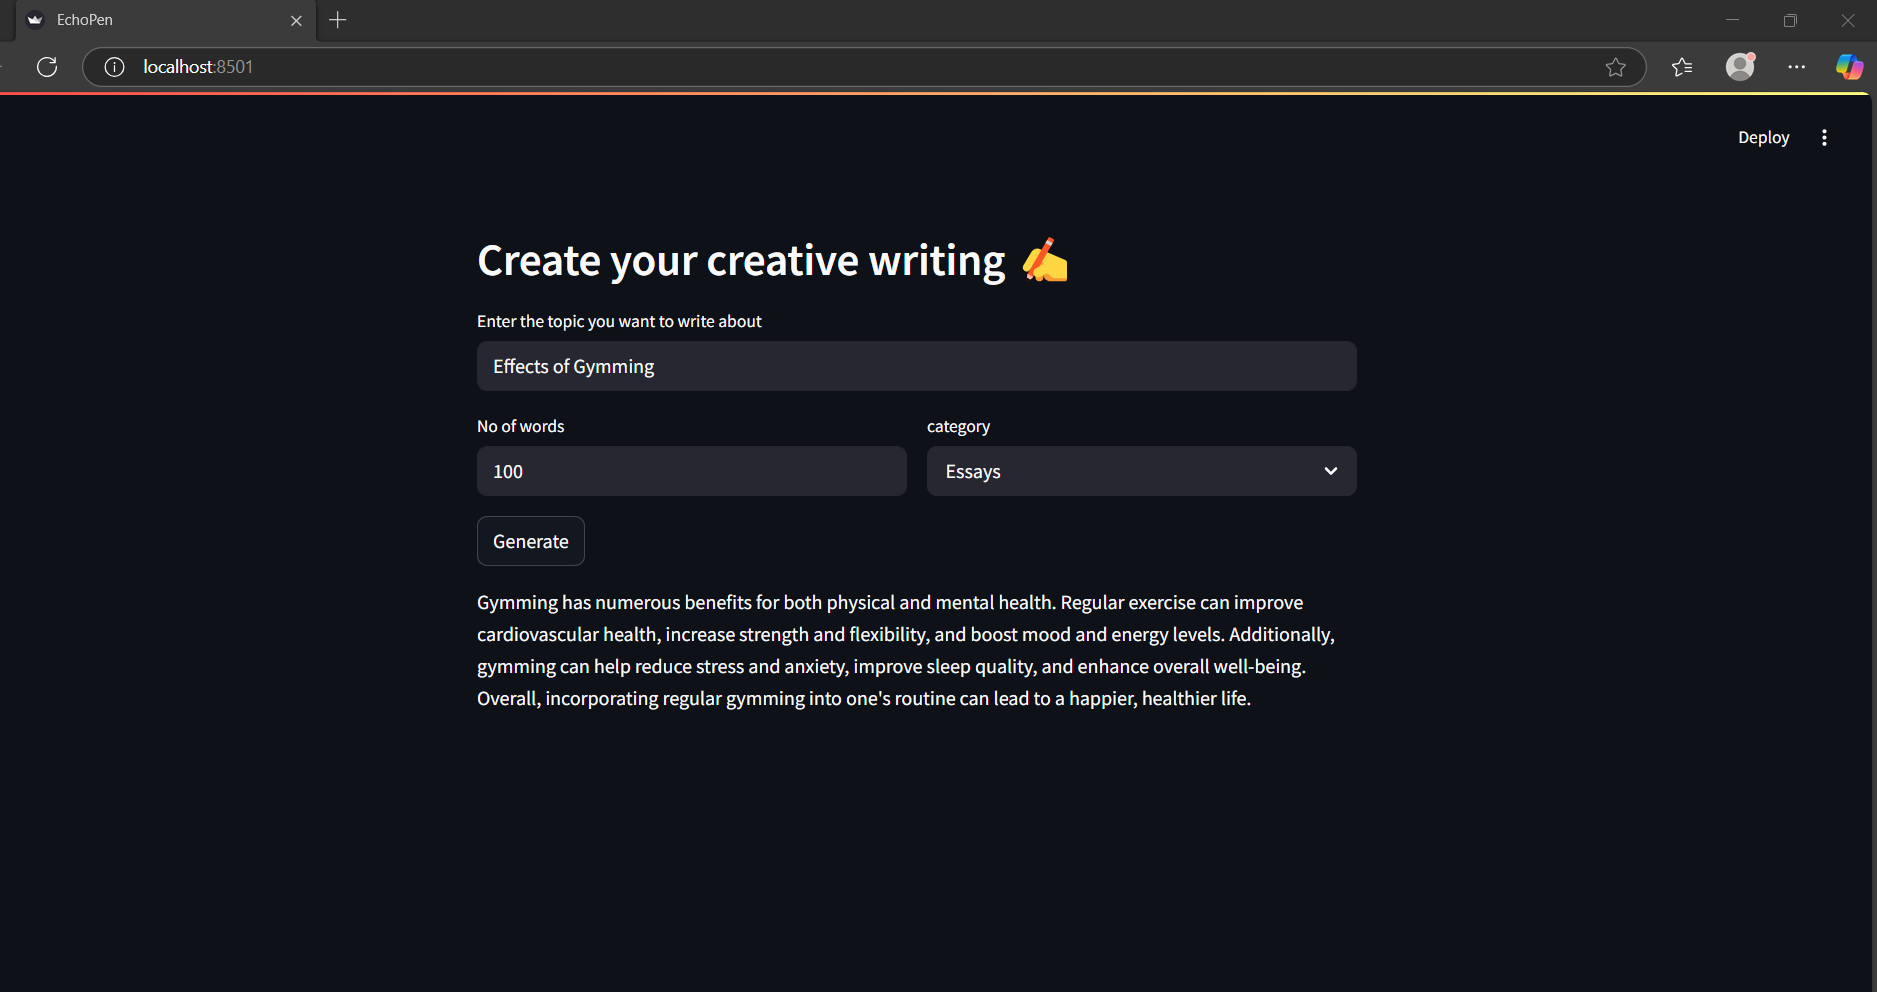 EchoPen
localhost:8501
Deploy
Create your creative writing ✍
Enter the topic you want to write about
Effects of Gymming
No of words
category
100
Essays
Generate
Gymming has numerous benefits for both physical and mental health. Regular exercise can improve
cardiovascular health, increase strength and flexibility, and boost mood and energy levels. Additionally,
gymming can help reduce stress and anxiety, improve sleep quality, and enhance overall well-being.
Overall, incorporating regular gymming into one's routine can lead to a happier, healthier life.